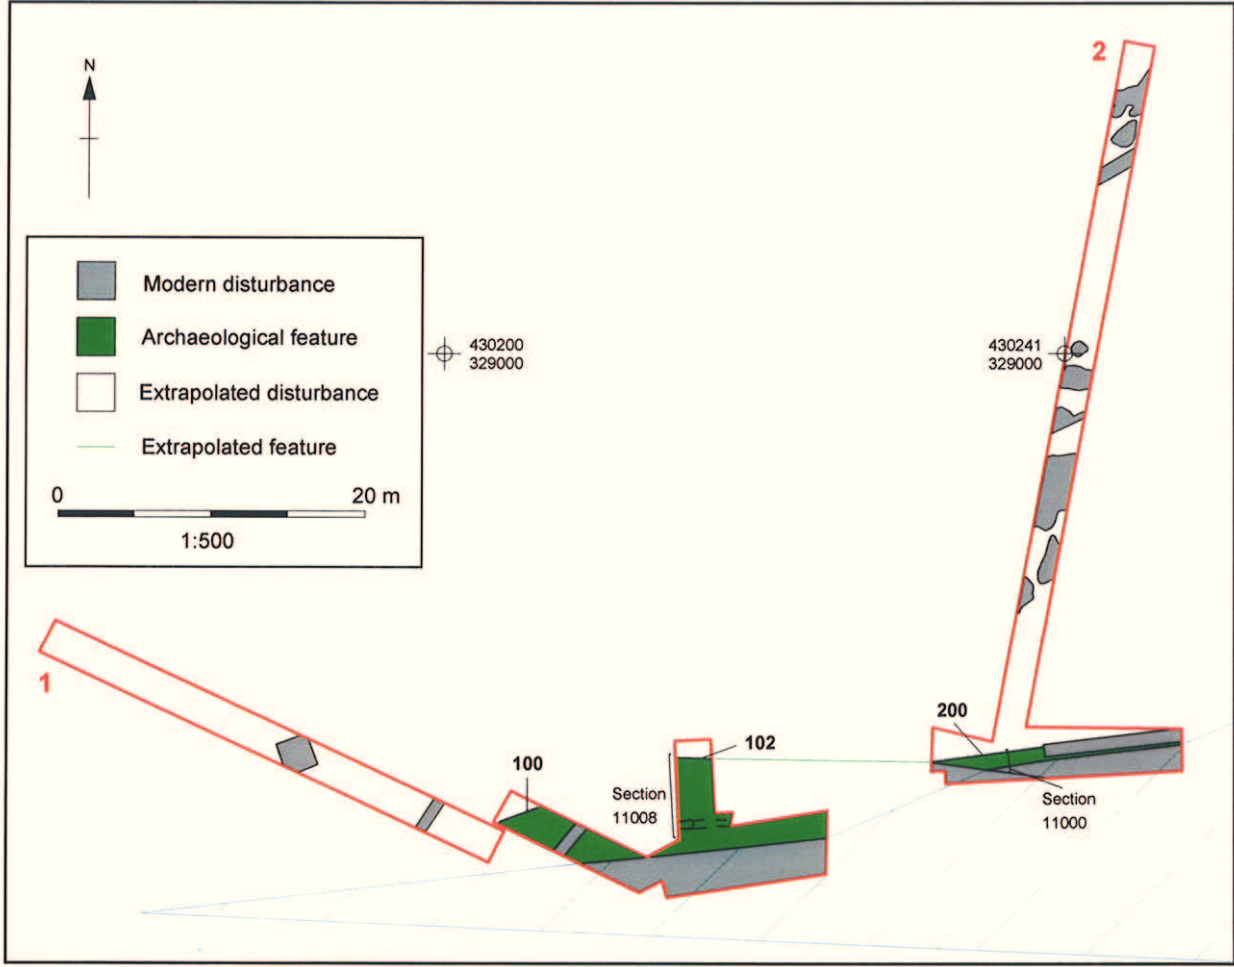 N
2
Modern disturbance
Archaeological feature
Extrapolated disturbance
Extrapolated feature
0 20 m
1:500
430200
329000
430241
329000
1
100
102
Section
11008
200
Section
11000